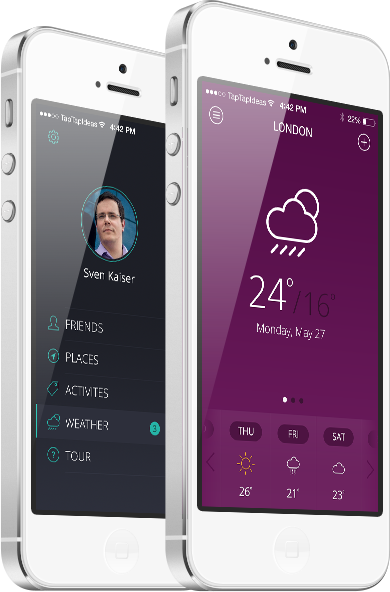 TapTapIdeas 4:42 PM
Sven Kaiser
FRIENDS
PLACES
ACTIVITES
WEATHER
TOUR
TapTapIdeas 4:42 PM 22%
LONDON
24°/16°
Monday, May 27
THU FRI SAT
26° 21° 23°